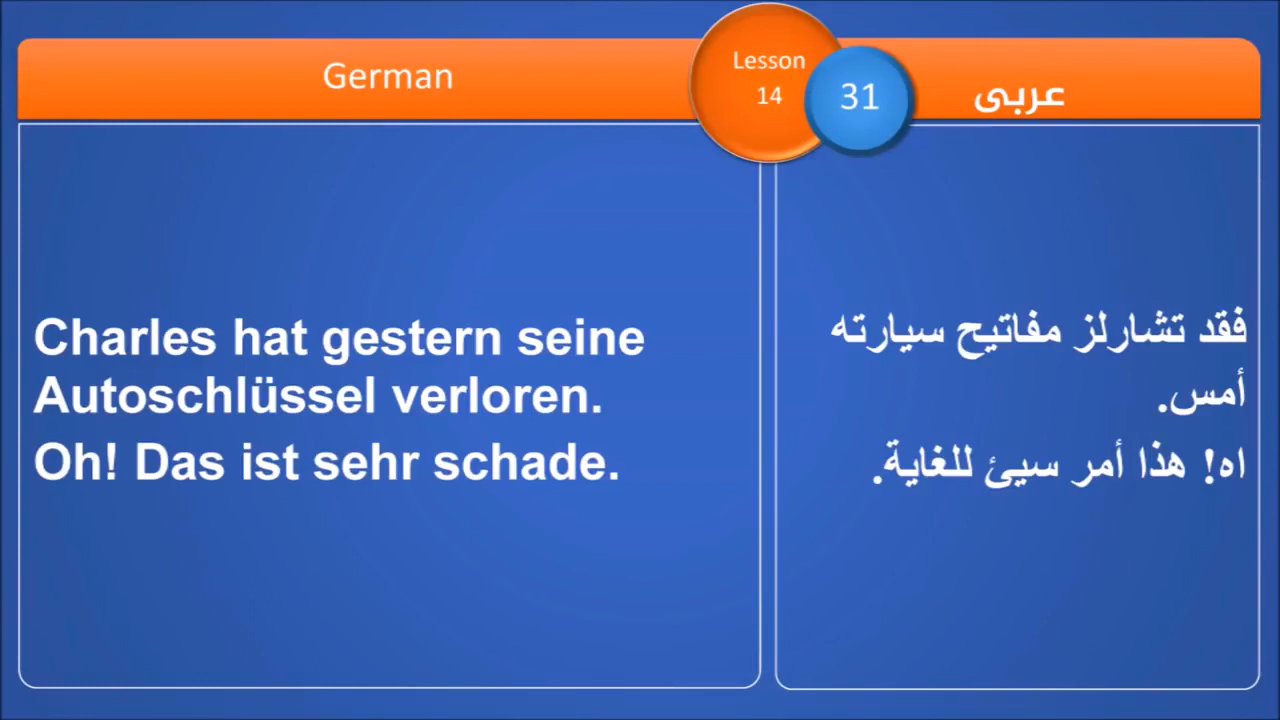 German
Lesson
14
31
عربى
Charles hat gestern seine
Autoschlüssel verloren.
Oh! Das ist sehr schade.
فقد تشارلز مفاتيح سيارته
أمس.
اه! هذا أمر سيئ للغاية.